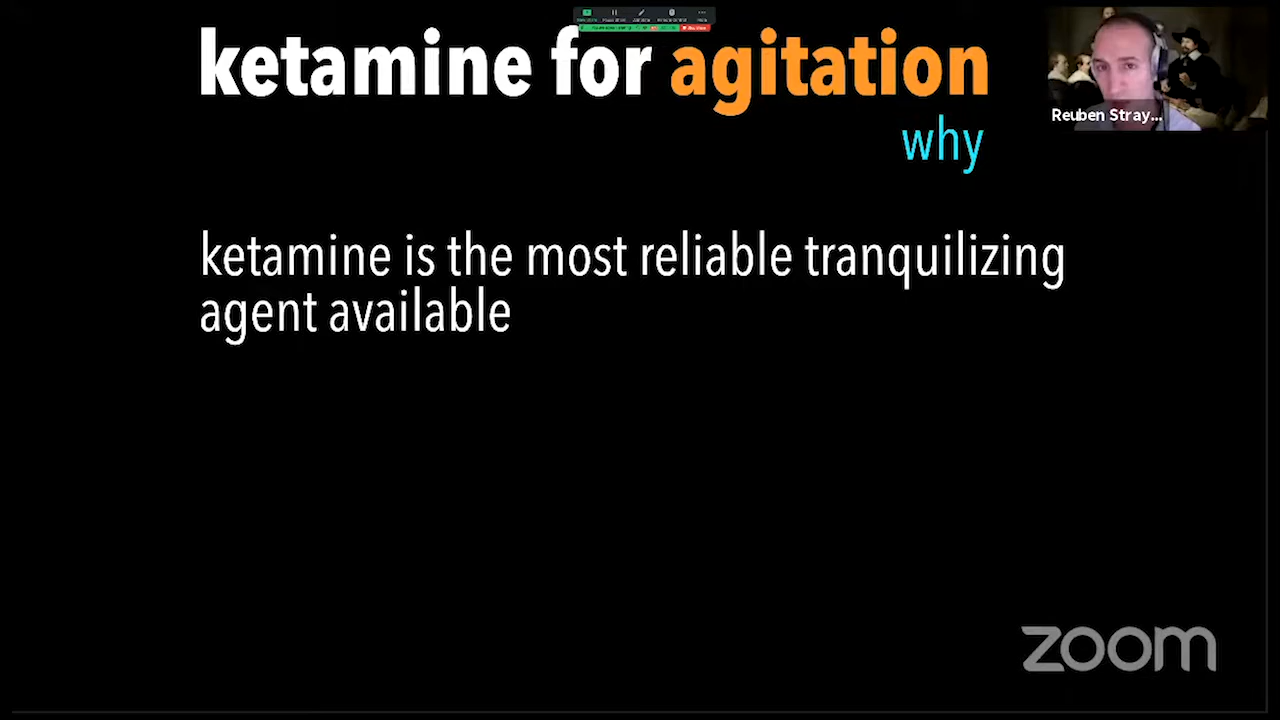 ketamine for agitation
Reuben Stray...
why
ketamine is the most reliable tranquilizing
agent available
zoom